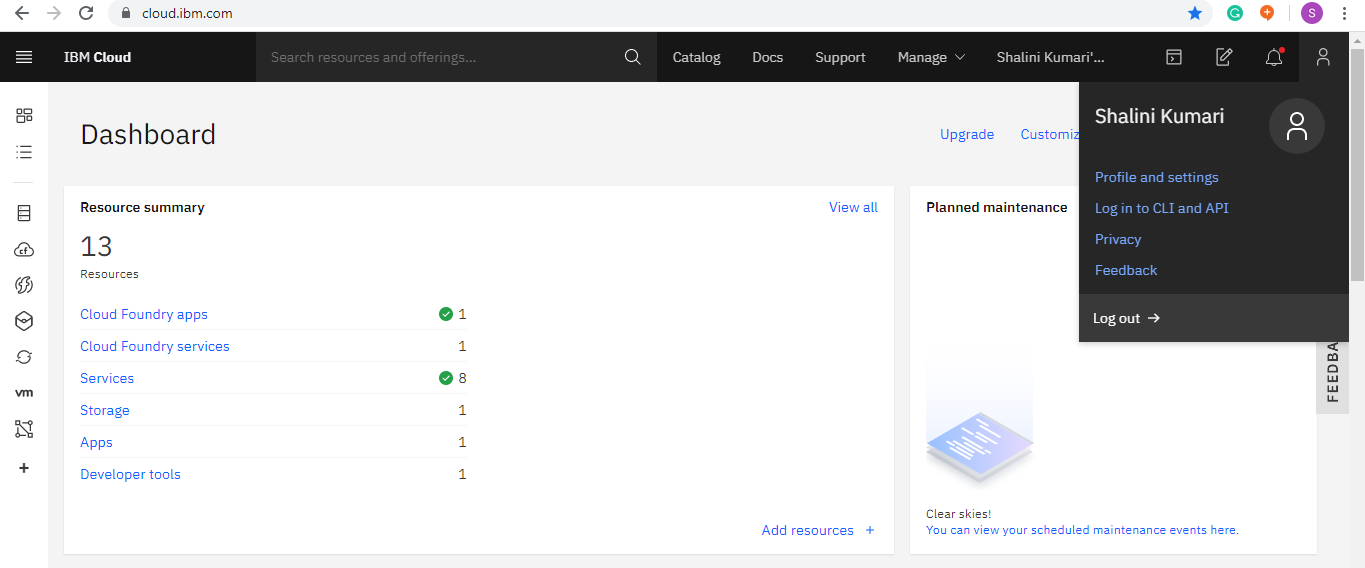 cloud.ibm.com
S
IBM Cloud
Search resources and offerings...
Catalog
Docs
Support
Manage
Shalini Kumari'...
Shalini Kumari
Profile and settings
Log in to CLI and API
Privacy
Feedback
Log out
Dashboard
Upgrade
Customiz
Resource summary
View all
13
Resources
Cloud Foundry apps 1
Cloud Foundry services 1
Services 8
Storage 1
Apps 1
Developer tools 1
Add resources +
Planned maintenance
Clear skies!
You can view your scheduled maintenance events here.
FEEDBA
cf
vm